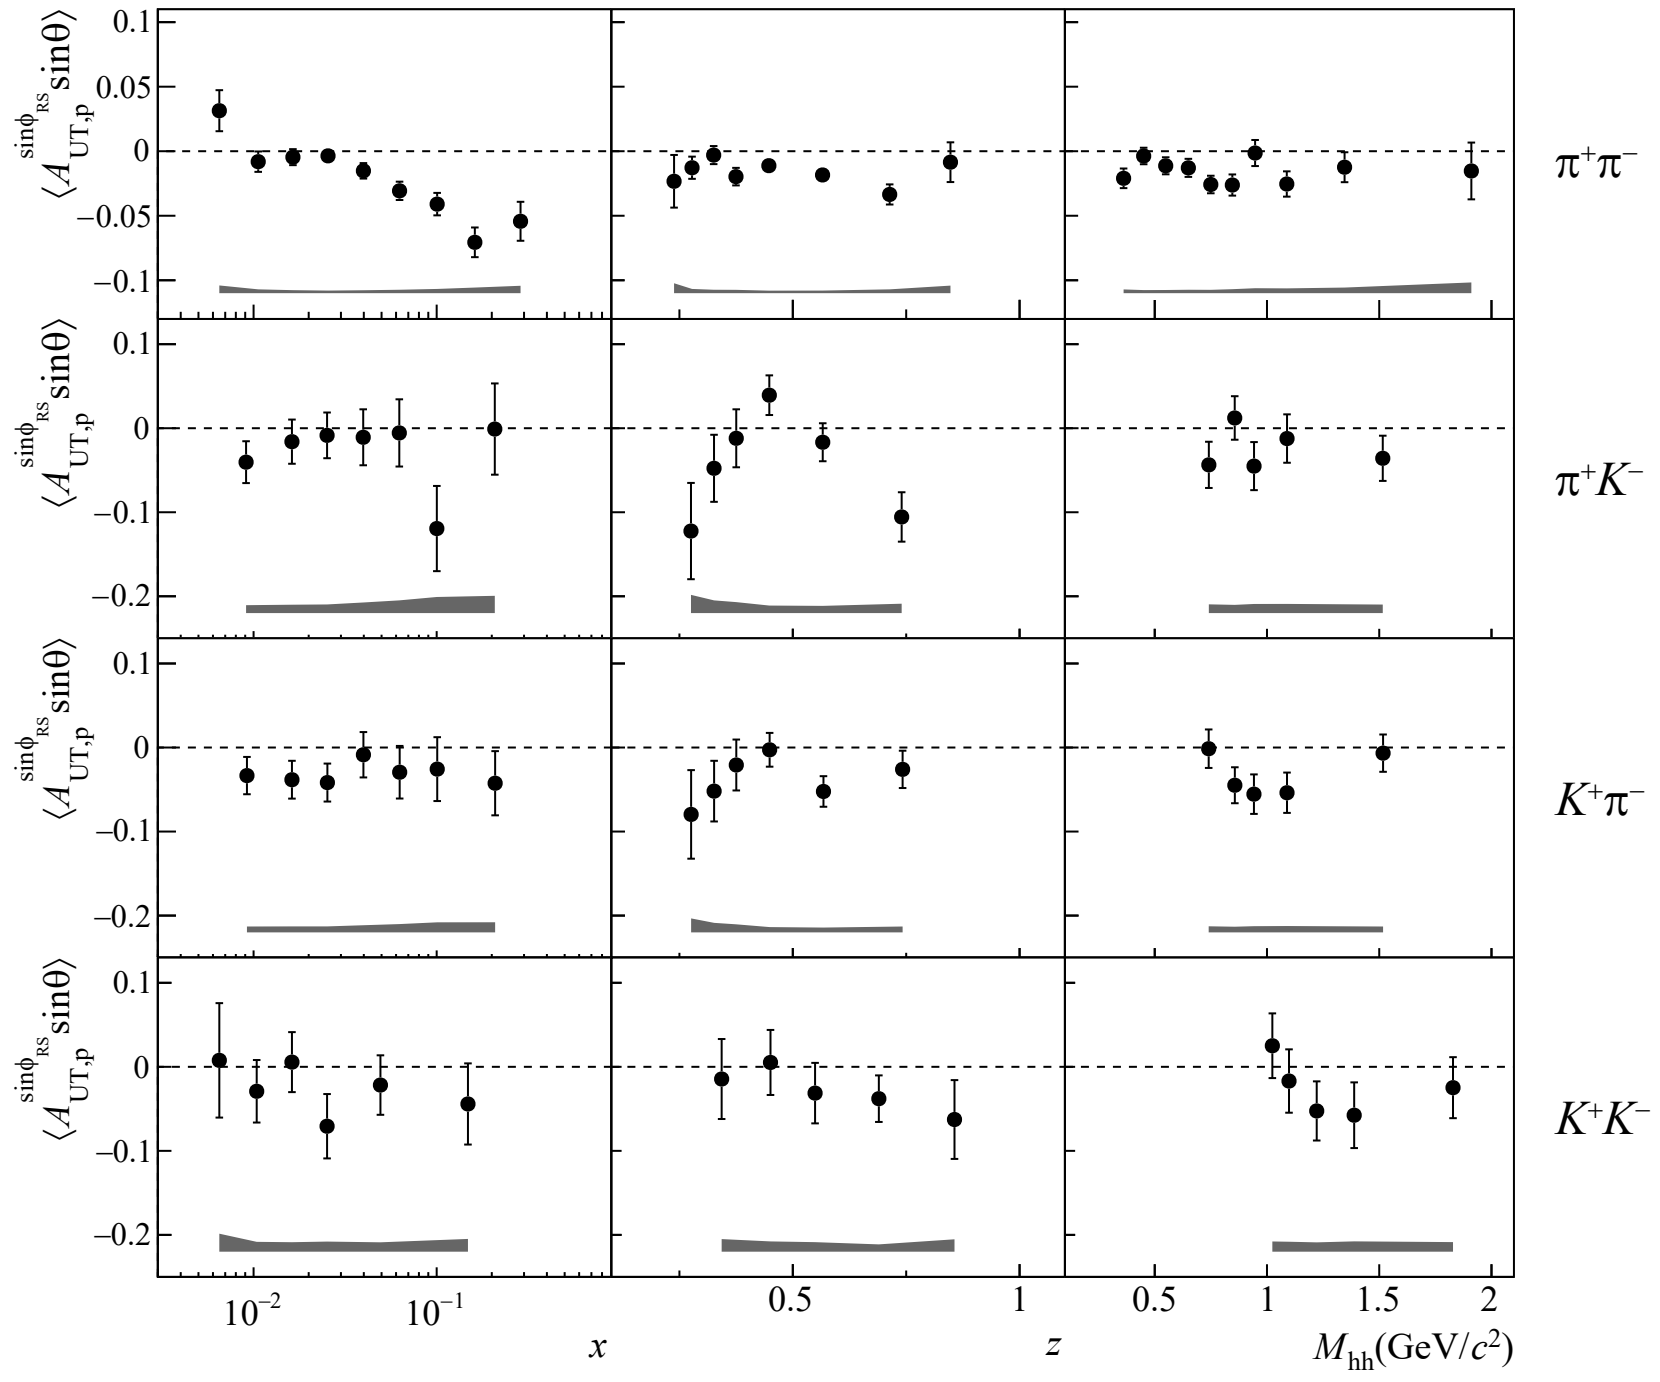 ⟨A^{sinϕ_RS}_{UT,p} sinθ⟩
0.1
0.05
0
−0.05
−0.1
π⁺π⁻
⟨A^{sinϕ_RS}_{UT,p} sinθ⟩
0.1
0
−0.1
−0.2
π⁺K⁻
⟨A^{sinϕ_RS}_{UT,p} sinθ⟩
0.1
0
−0.1
−0.2
K⁺π⁻
⟨A^{sinϕ_RS}_{UT,p} sinθ⟩
0.1
0
−0.1
−0.2
K⁺K⁻
10⁻² 10⁻¹ 0.5 1 0.5 1 1.5 2
x z M_hh(GeV/c²)